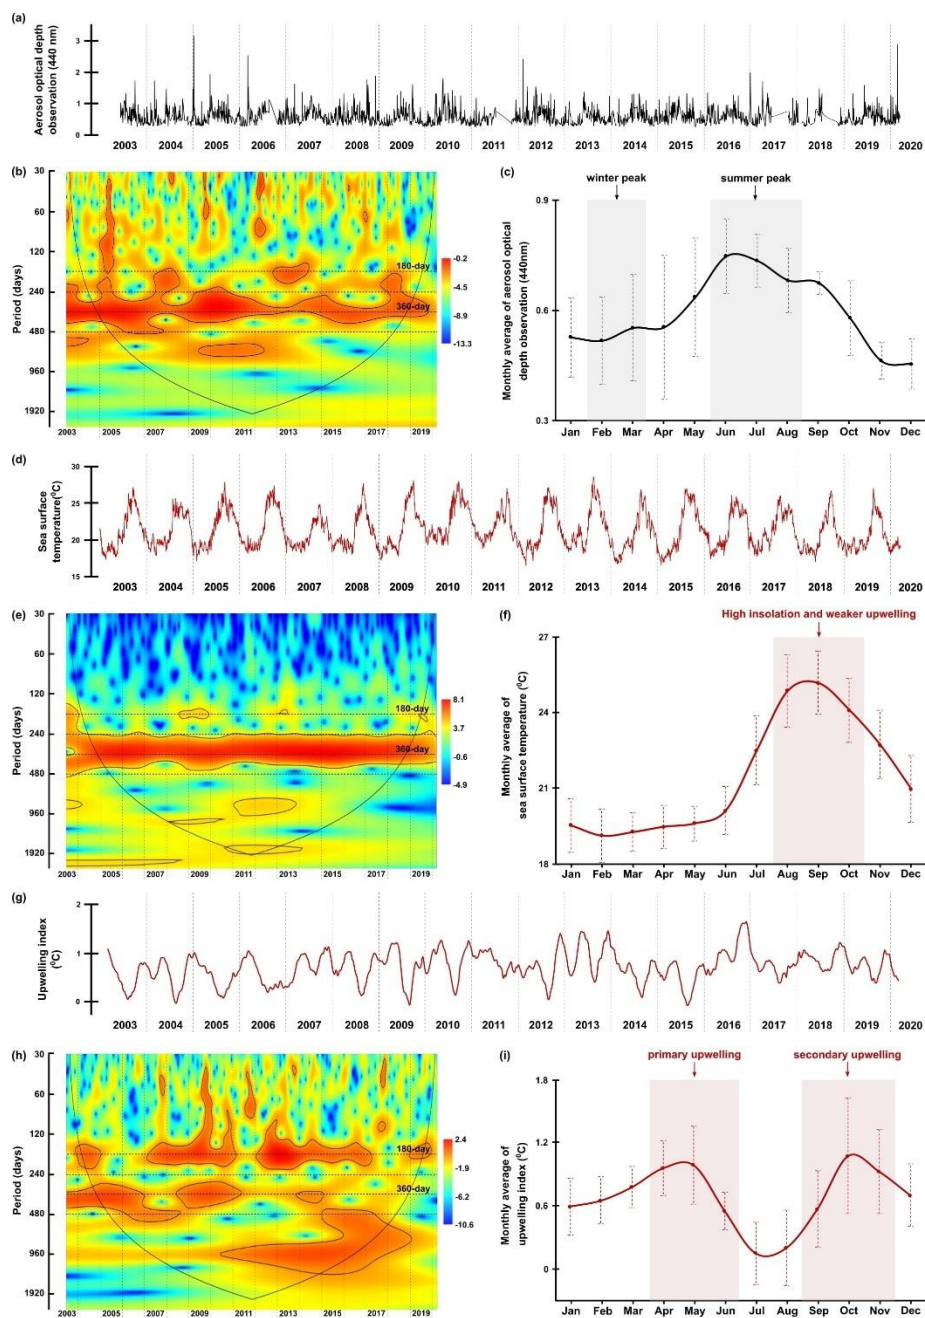 (a)
Aerosol optical depth
observation (440 nm)
3
2
1
0
2003 2004 2005 2006 2007 2008 2009 2010 2011 2012 2013 2014 2015 2016 2017 2018 2019 2020
(b)
Period (days)
30
60
120
240
480
960
1920
180-day
360-day
-0.2
-4.5
-8.9
-13.3
2003 2005 2007 2009 2011 2013 2015 2017 2019
(c)
winter peak
summer peak
Monthly average of aerosol optical
depth observation (440nm)
0.9
0.6
0.3
Jan Feb Mar Apr May Jun Jul Aug Sep Oct Nov Dec
(d)
Sea surface
temperature(⁰C)
30
25
20
15
2003 2004 2005 2006 2007 2008 2009 2010 2011 2012 2013 2014 2015 2016 2017 2018 2019 2020
(e)
Period (days)
30
60
120
240
480
960
1920
180-day
360-day
8.1
3.7
-0.6
-4.9
2003 2005 2007 2009 2011 2013 2015 2017 2019
(f)
High insolation and weaker upwelling
Monthly average of
sea surface temperature (⁰C)
27
24
21
18
Jan Feb Mar Apr May Jun Jul Aug Sep Oct Nov Dec
(g)
Upwelling index
(⁰C)
2
1
0
2003 2004 2005 2006 2007 2008 2009 2010 2011 2012 2013 2014 2015 2016 2017 2018 2019 2020
(h)
Period (days)
30
60
120
240
480
960
1920
180-day
360-day
2.4
-1.9
-6.2
-10.6
2003 2005 2007 2009 2011 2013 2015 2017 2019
(i)
primary upwelling
secondary upwelling
Monthly average of
upwelling index (⁰C)
1.8
1.2
0.6
0
Jan Feb Mar Apr May Jun Jul Aug Sep Oct Nov Dec